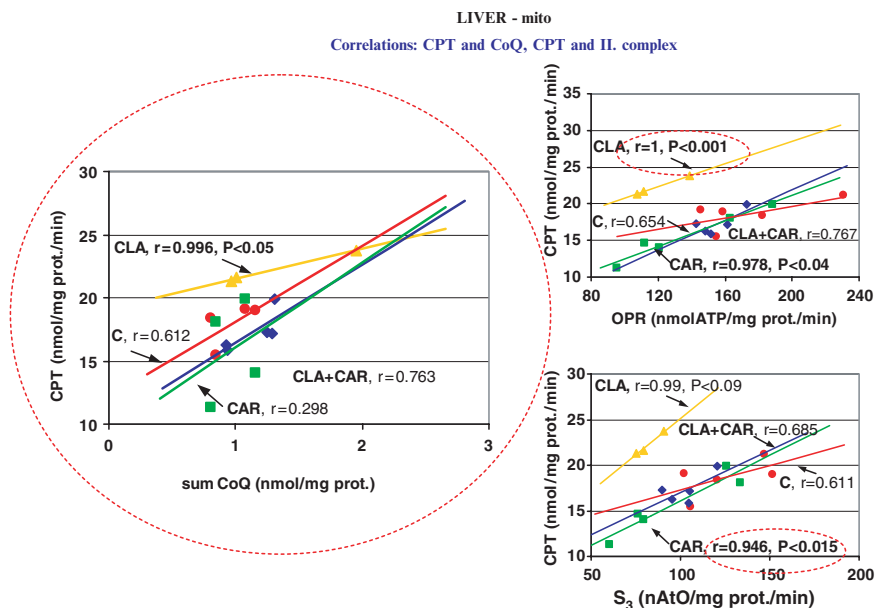 LIVER - mito
Correlations: CPT and CoQ, CPT and II. complex
CPT (nmol/mg prot./min)
30
25
20
15
10
0
1
2
3
sum CoQ (nmol/mg prot.)
CLA, r=0.996, P<0.05
C, r=0.612
CLA+CAR, r=0.763
CAR, r=0.298
CPT (nmol/mg prot./min)
35
30
25
20
15
10
80
120
160
200
240
OPR (nmolATP/mg prot./min)
CLA, r=1, P<0.001
C, r=0.654
CLA+CAR, r=0.767
CAR, r=0.978, P<0.04
CPT (nmol/mg prot./min)
30
25
20
15
10
50
100
150
200
S₃ (nAtO/mg prot./min)
CLA, r=0.99, P<0.09
CLA+CAR, r=0.685
C, r=0.611
CAR, r=0.946, P<0.015